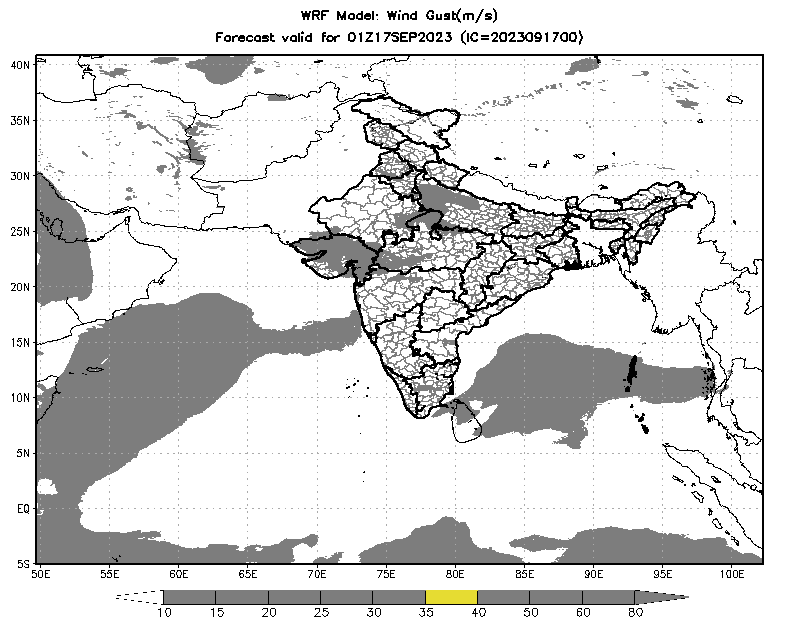 WRF Model: Wind Gust(m/s)
Forecast valid for 01Z17SEP2023 (IC=2023091700)
40N
35N
30N
25N
20N
15N
10N
5N
EQ
5S
50E 55E 60E 65E 70E 75E 80E 85E 90E 95E 100E
10 15 20 25 30 35 40 50 60 80